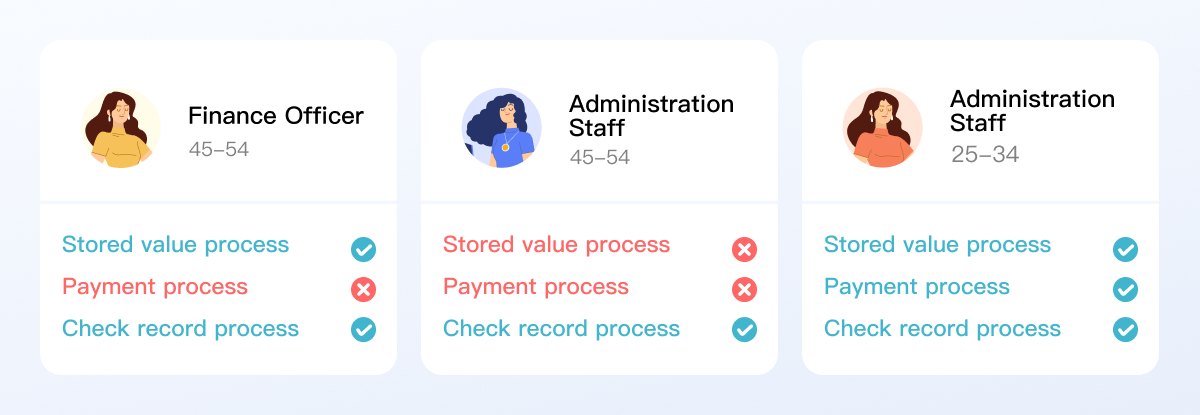 Finance Officer
45–54
Stored value process
Payment process
Check record process
Administration
Staff
45–54
Stored value process
Payment process
Check record process
Administration
Staff
25–34
Stored value process
Payment process
Check record process